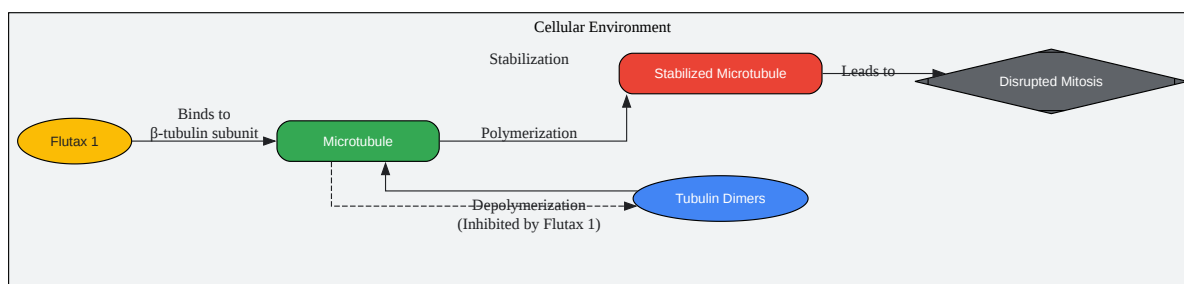 Cellular Environment
Stabilization
Stabilized Microtubule
Leads to
Disrupted Mitosis
Flutax 1
Binds to
β-tubulin subunit
Microtubule
Polymerization
Tubulin Dimers
Depolymerization
(Inhibited by Flutax 1)